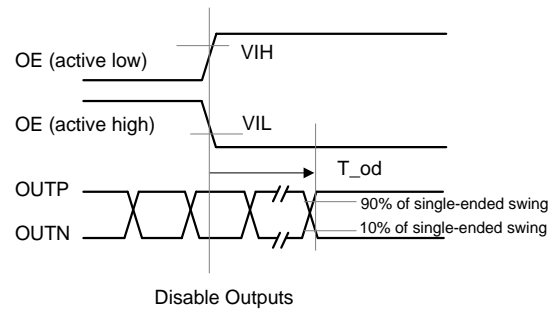 VIH
OE (active low)
OE (active high)
VIL
T_od
OUTP
90% of single-ended swing
10% of single-ended swing
OUTN
Disable Outputs